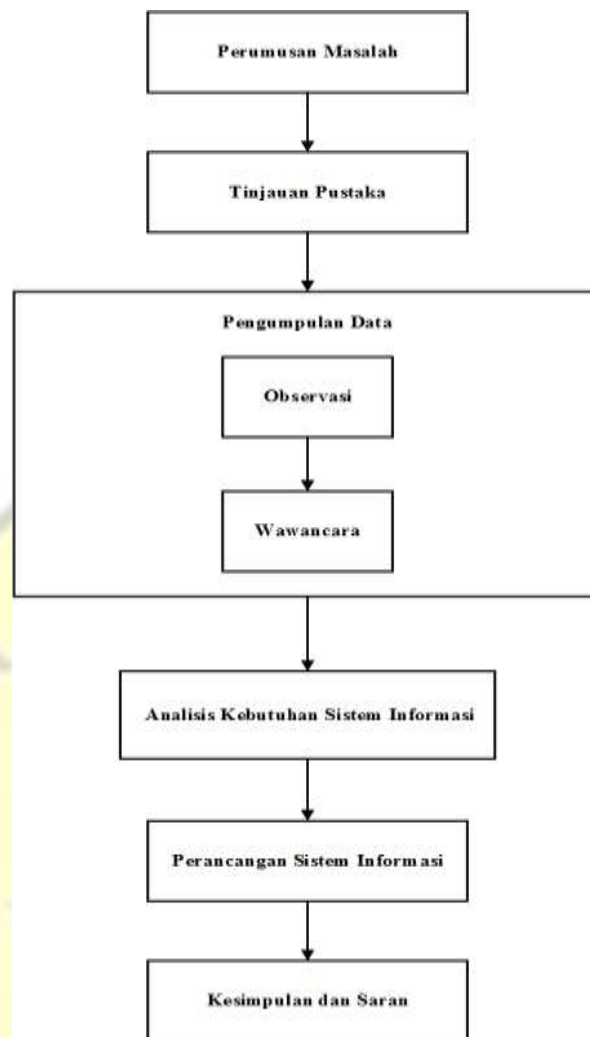 Perumusan Masalah
Tinjauan Pustaka
Pengumpulan Data
Observasi
Wawancara
Analisis Kebutuhan Sistem Informasi
Perancangan Sistem Informasi
Kesimpulan dan Saran